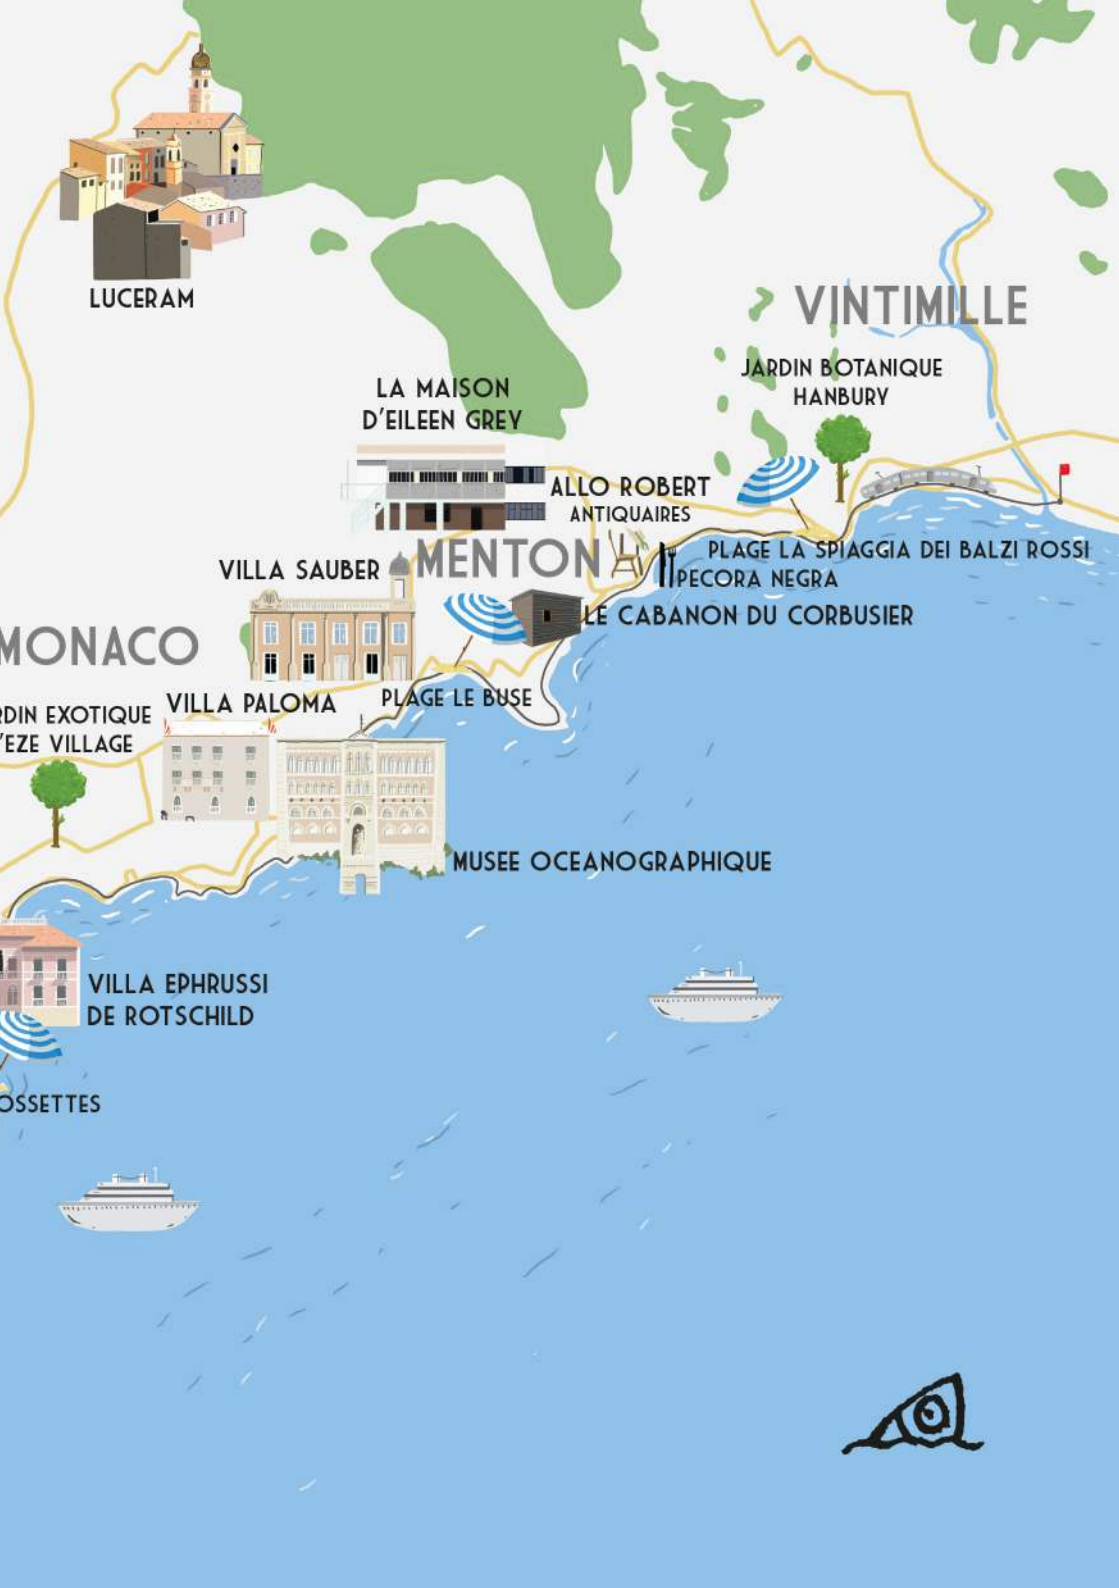 LUCERAM
VINTIMILLE
JARDIN BOTANIQUE
HANBURY
LA MAISON
D'EILEEN GREY
ALLO ROBERT
ANTIQUAIRES
MENTON
PLAGE LA SPIAGGIA DEI BALZI ROSSI
PECORA NEGRA
VILLA SAUBER
LE CABANON DU CORBUSIER
MONACO
PLAGE LE BUSE
VILLA PALOMA
RDIN EXOTIQUE
'EZE VILLAGE
MUSEE OCEANOGRAPHIQUE
VILLA EPHRUSSI
DE ROTSCHILD
OSSETTES